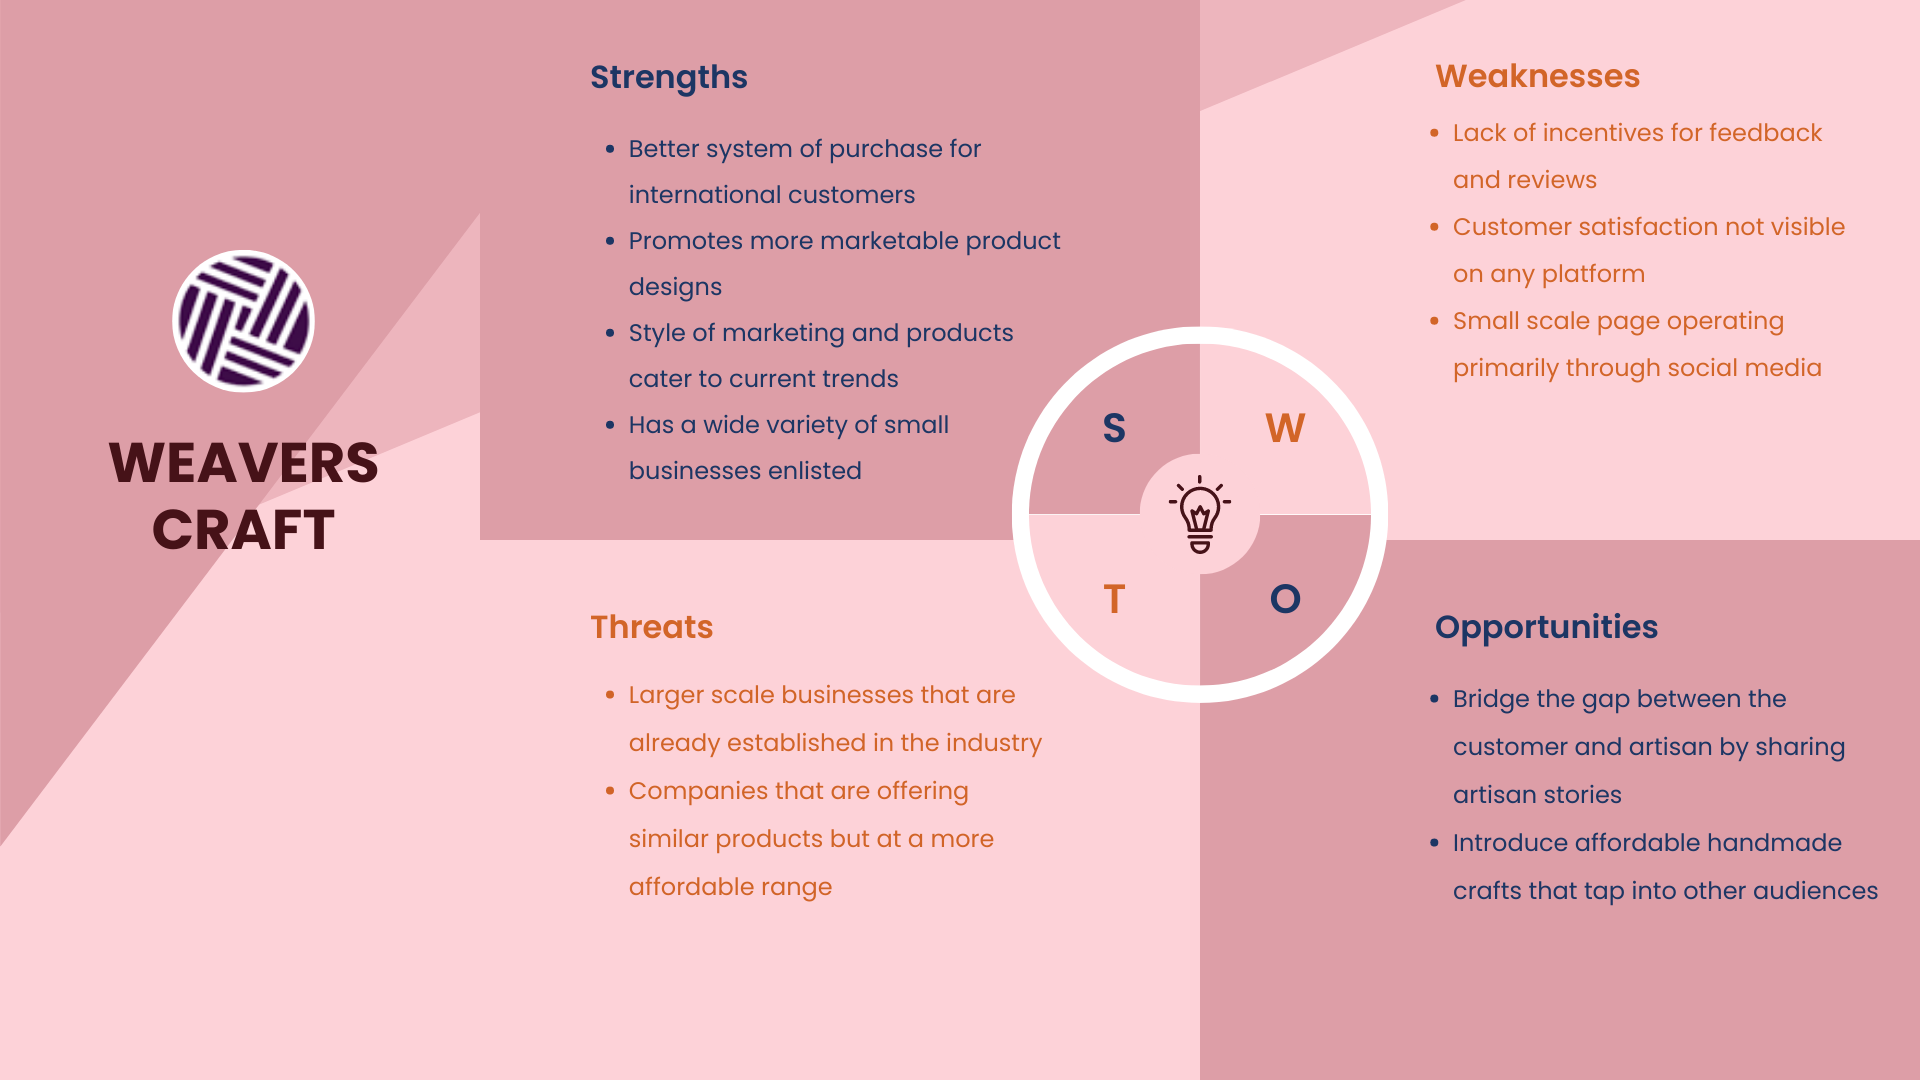 WEAVERS
CRAFT
Strengths
• Better system of purchase for
international customers
• Promotes more marketable product
designs
• Style of marketing and products
cater to current trends
• Has a wide variety of small
businesses enlisted
Weaknesses
• Lack of incentives for feedback
and reviews
• Customer satisfaction not visible
on any platform
• Small scale page operating
primarily through social media
S
W
T
O
Threats
• Larger scale businesses that are
already established in the industry
• Companies that are offering
similar products but at a more
affordable range
Opportunities
• Bridge the gap between the
customer and artisan by sharing
artisan stories
• Introduce affordable handmade
crafts that tap into other audiences